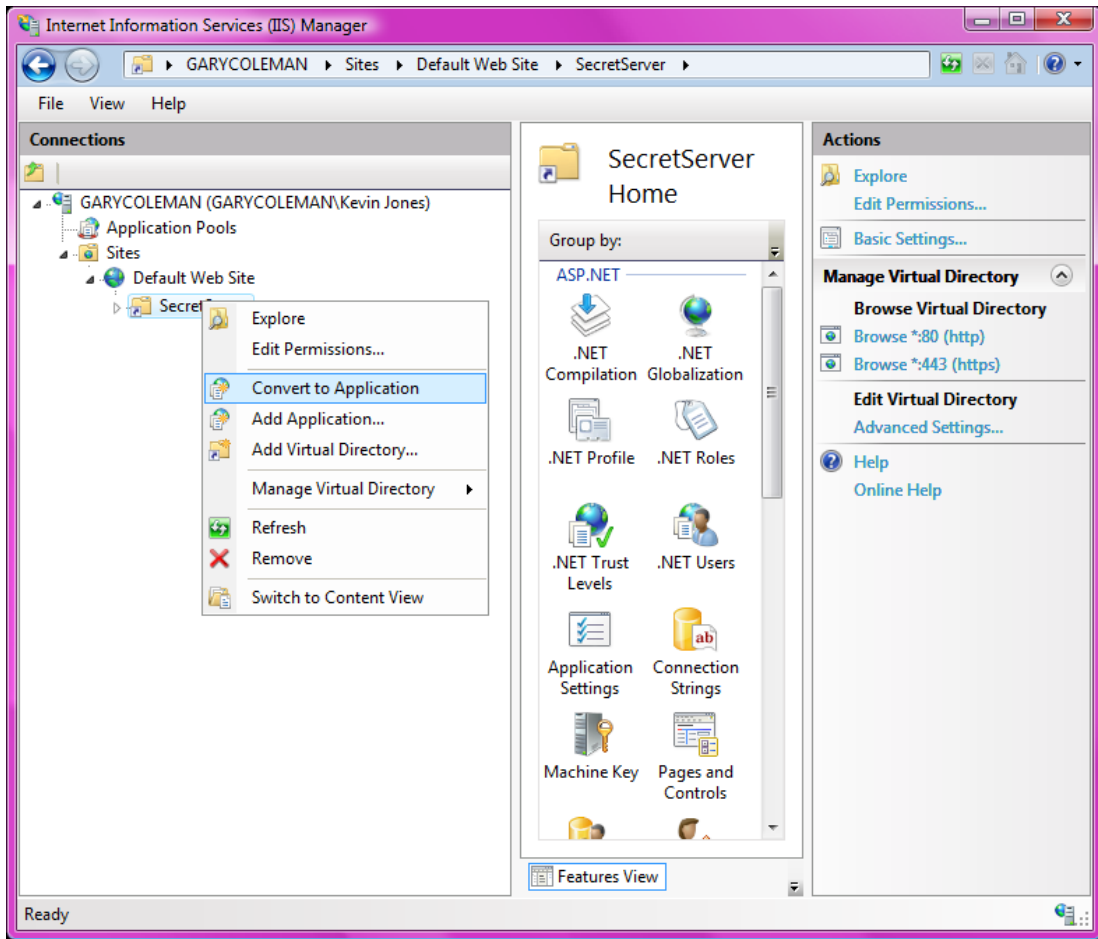 Internet Information Services (IIS) Manager
GARYCOLEMAN Sites Default Web Site SecretServer
File View Help
Connections
GARYCOLEMAN (GARYCOLEMAN\Kevin Jones)
Application Pools
Sites
Default Web Site
Explore
Edit Permissions...
Convert to Application
Add Application...
Add Virtual Directory...
Manage Virtual Directory
Refresh
Remove
Switch to Content View
SecretServer
Home
Group by:
ASP.NET
.NET
Compilation
.NET
Globalization
.NET Profile
.NET Roles
.NET Trust
Levels
.NET Users
Application
Settings
Connection
Strings
ab
Machine Key
Pages and
Controls
Features View
Actions
Explore
Edit Permissions...
Basic Settings...
Manage Virtual Directory
Browse Virtual Directory
Browse *:80 (http)
Browse *:443 (https)
Edit Virtual Directory
Advanced Settings...
Help
Online Help
Ready